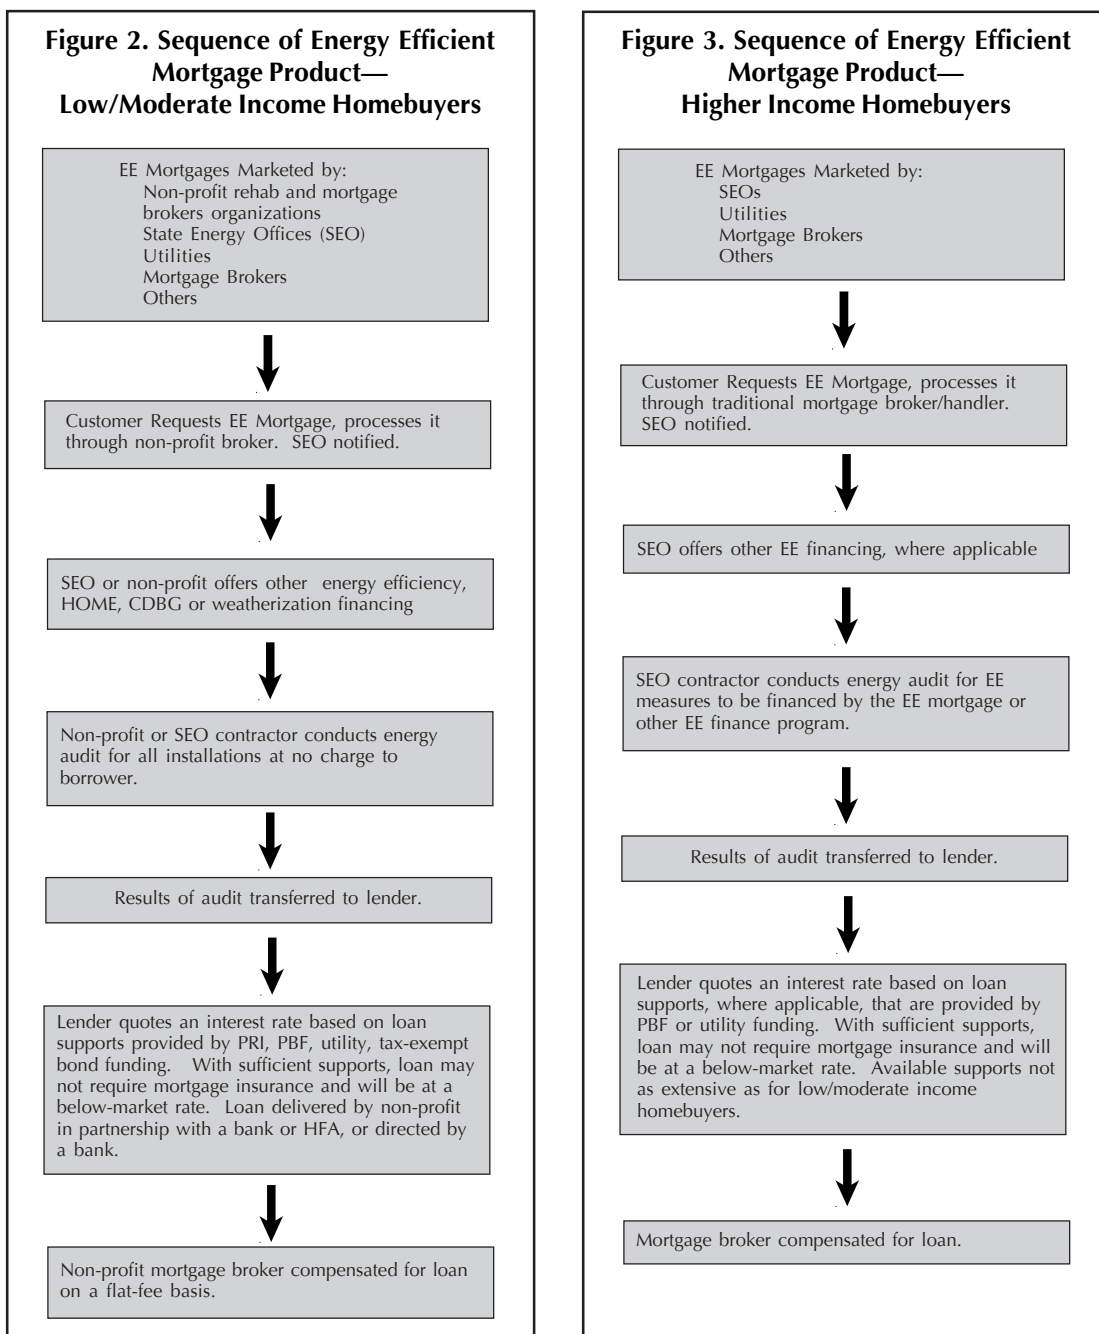 Figure 2. Sequence of Energy Efficient
Mortgage Product—
Low/Moderate Income Homebuyers
EE Mortgages Marketed by:
Non-profit rehab and mortgage
brokers organizations
State Energy Offices (SEO)
Utilities
Mortgage Brokers
Others
Customer Requests EE Mortgage, processes it
through non-profit broker. SEO notified.
SEO or non-profit offers other energy efficiency,
HOME, CDBG or weatherization financing
Non-profit or SEO contractor conducts energy
audit for all installations at no charge to
borrower.
Results of audit transferred to lender.
Lender quotes an interest rate based on loan
supports provided by PRI, PBF, utility, tax-exempt
bond funding. With sufficient supports, loan may
not require mortgage insurance and will be at a
below-market rate. Loan delivered by non-profit
in partnership with a bank or HFA, or directed by
a bank.
Non-profit mortgage broker compensated for loan
on a flat-fee basis.
Figure 3. Sequence of Energy Efficient
Mortgage Product—
Higher Income Homebuyers
EE Mortgages Marketed by:
SEOs
Utilities
Mortgage Brokers
Others
Customer Requests EE Mortgage, processes it
through traditional mortgage broker/handler.
SEO notified.
SEO offers other EE financing, where applicable
SEO contractor conducts energy audit for EE
measures to be financed by the EE mortgage or
other EE finance program.
Results of audit transferred to lender.
Lender quotes an interest rate based on loan
supports, where applicable, that are provided by
PBF or utility funding. With sufficient supports,
loan may not require mortgage insurance and will
be at a below-market rate. Available supports not
as extensive as for low/moderate income
homebuyers.
Mortgage broker compensated for loan.